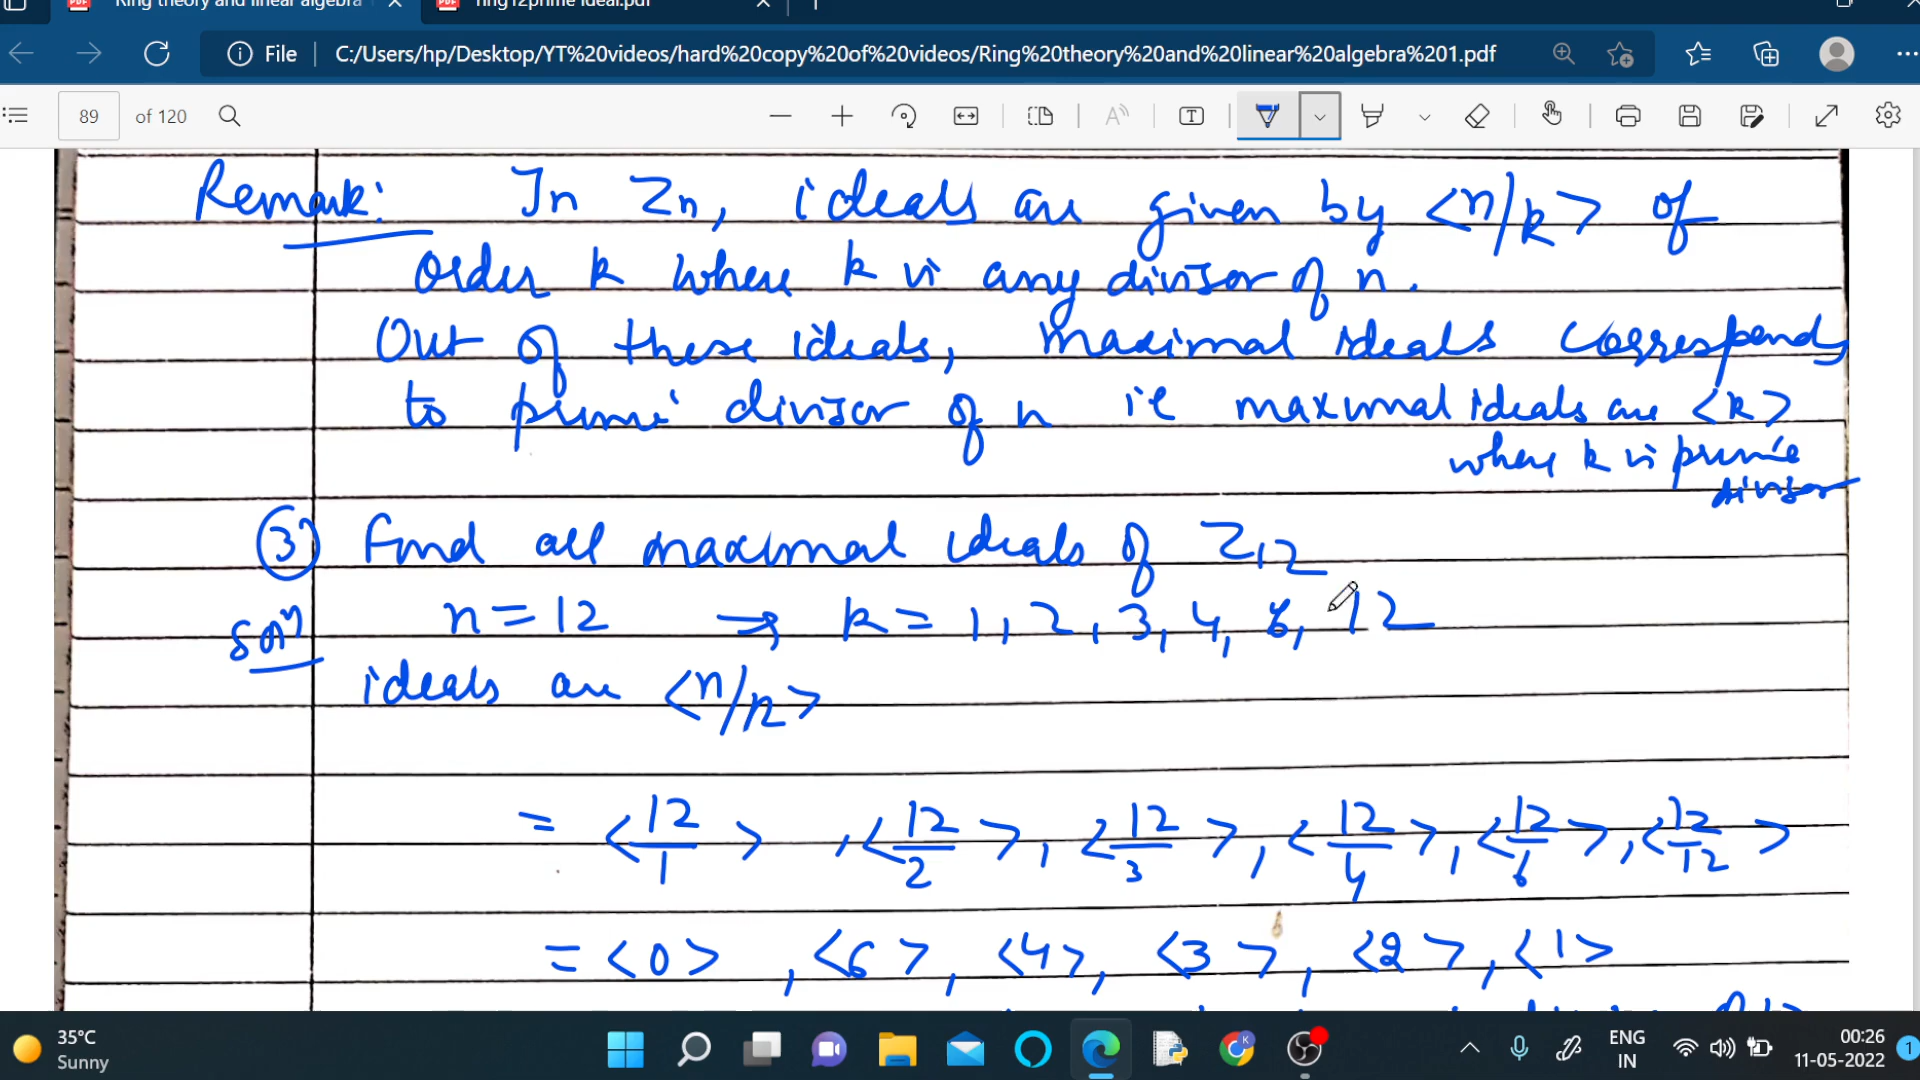 Ring theory and linear algebra
ring12prime ideal.pdf
File C:/Users/hp/Desktop/YT%20videos/hard%20copy%20of%20videos/Ring%20theory%20and%20linear%20algebra%201.pdf
89 of 120
Remark: In Zn, ideals are given by <n/k> of
order k where k is any divisor of n.
Out of these ideals, maximal ideals corresponds
to prime divisor of n ie maximal ideals are <k>
where k is prime
divisor
③ Find all maximal ideals of Z12
Soln n = 12 → k = 1, 2, 3, 4, 6, 12
ideals are <n/k>
= <12/1>, <12/2>, <12/3>, <12/4>, <12/6>, <12/12>
= <0>, <6>, <4>, <3>, <2>, <1>
35°C
Sunny
ENG
IN
00:26
11-05-2022
1